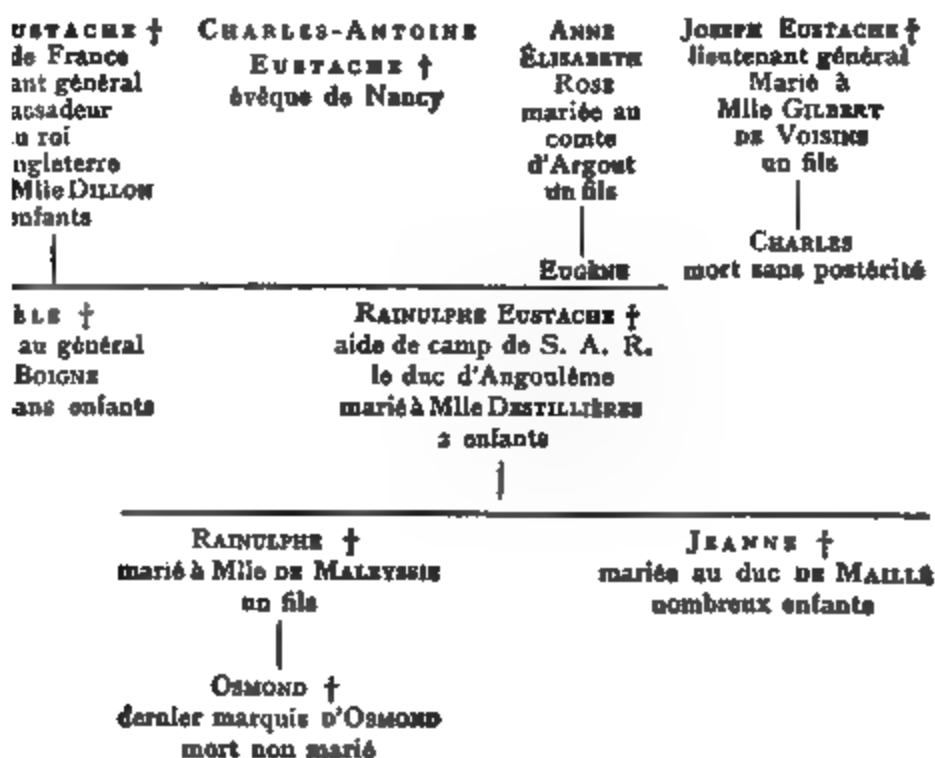 USTACHE †
de France
ant général
assadeur
u roi
ngleterre
Mlle DILLON
enfants
CHARLES-ANTOINE
EUSTACHE †
évêque de Nancy
ANNE
ÉLISABETH
ROSE
mariée au
comte
d'Argout
un fils
EUGÈNE
JOSEPH EUSTACHE †
lieutenant général
Marié à
Mlle GILBERT
DE VOISINS
un fils
CHARLES
mort sans postérité
ÈLE †
au général
BOIGNE
ans enfants
RAINULPHE EUSTACHE †
aide de camp de S. A. R.
le duc d'Angoulême
marié à Mlle DESTILLIÈRES
2 enfants
RAINULPHE †
marié à Mlle DE MALEYSSIE
un fils
OSMOND †
dernier marquis D'OSMOND
mort non marié
JEANNE †
mariée au duc DE MAILLÉ
nombreux enfants